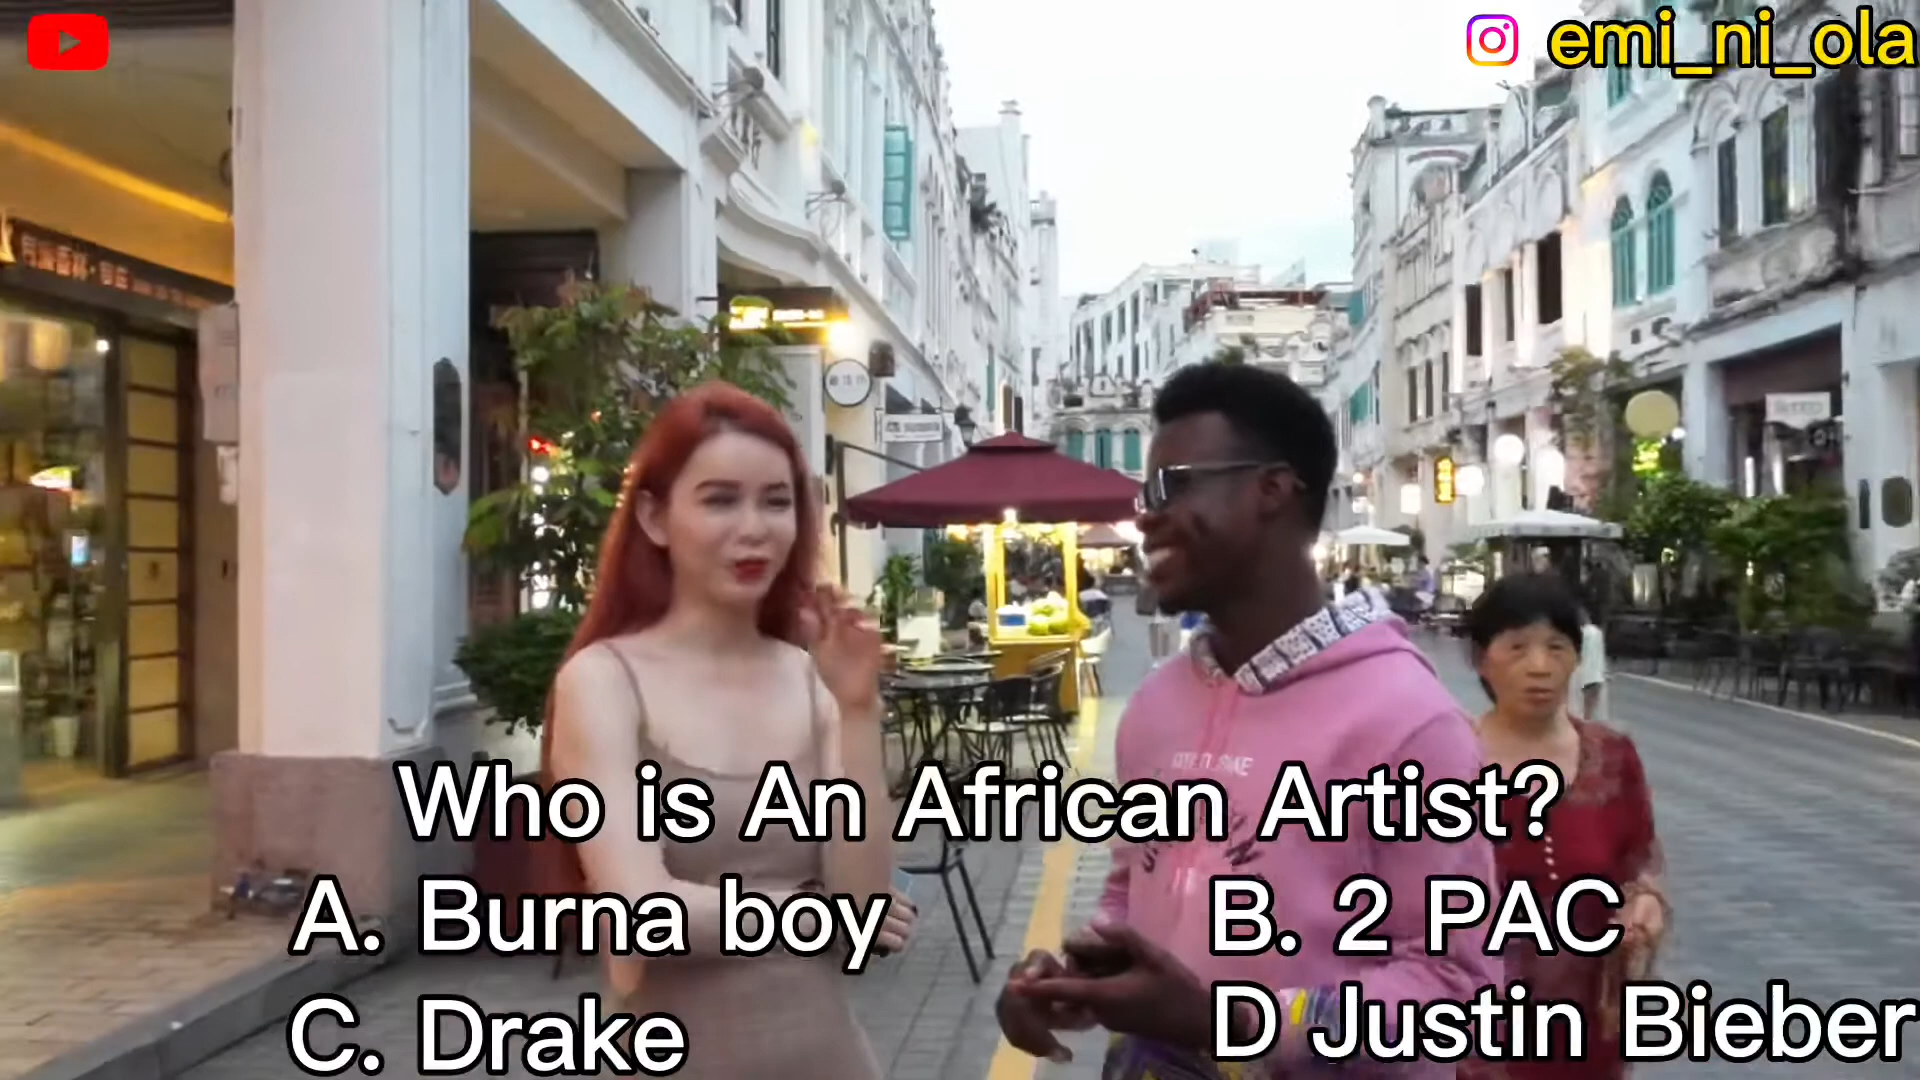 emi_ni_ola
Who is An African Artist?
A. Burna boy
B. 2 PAC
C. Drake
D Justin Bieber